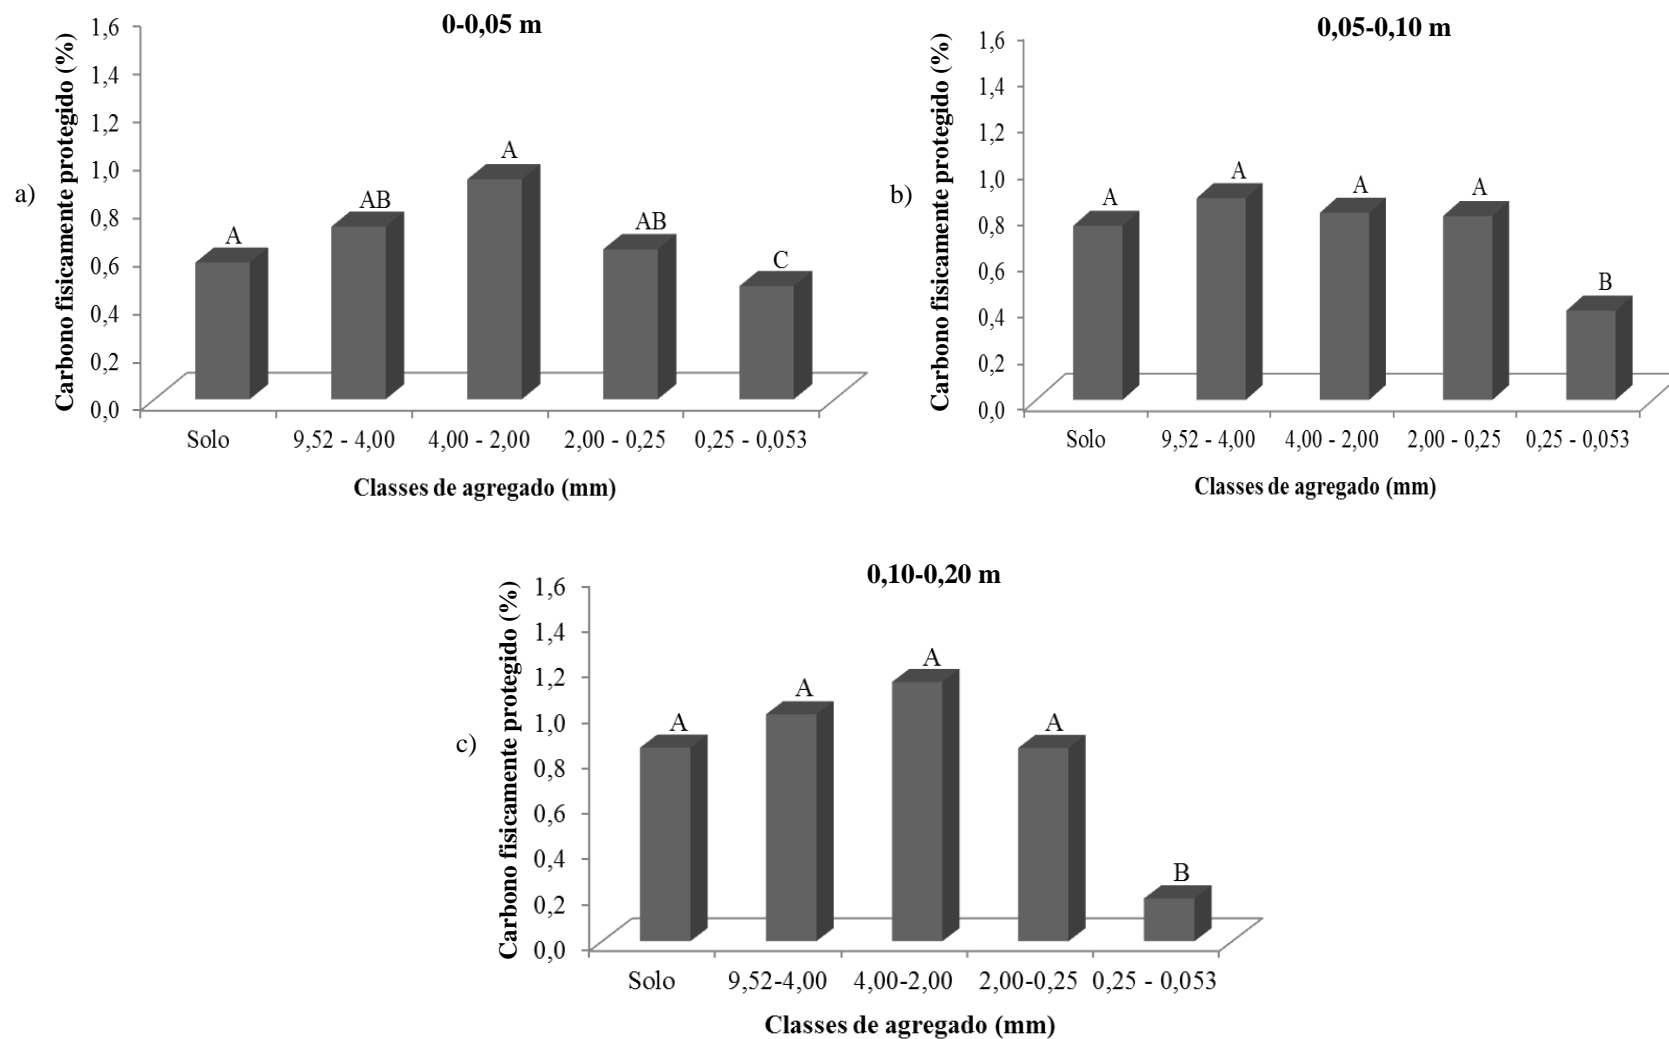 0-0,05 m
a)
Carbono fisicamente protegido (%)
1,6
1,4
1,2
1,0
0,8
0,6
0,4
0,2
0,0
A
AB
A
AB
C
Solo
9,52 - 4,00
4,00 - 2,00
2,00 - 0,25
0,25 - 0,053
Classes de agregado (mm)
0,05-0,10 m
b)
Carbono fisicamente protegido (%)
1,6
1,4
1,2
1,0
0,8
0,6
0,4
0,2
0,0
A
A
A
A
B
Solo
9,52 - 4,00
4,00 - 2,00
2,00 - 0,25
0,25 - 0,053
Classes de agregado (mm)
0,10-0,20 m
c)
Carbono fisicamente protegido (%)
1,6
1,4
1,2
1,0
0,8
0,6
0,4
0,2
0,0
A
A
A
A
B
Solo
9,52-4,00
4,00-2,00
2,00-0,25
0,25 - 0,053
Classes de agregado (mm)